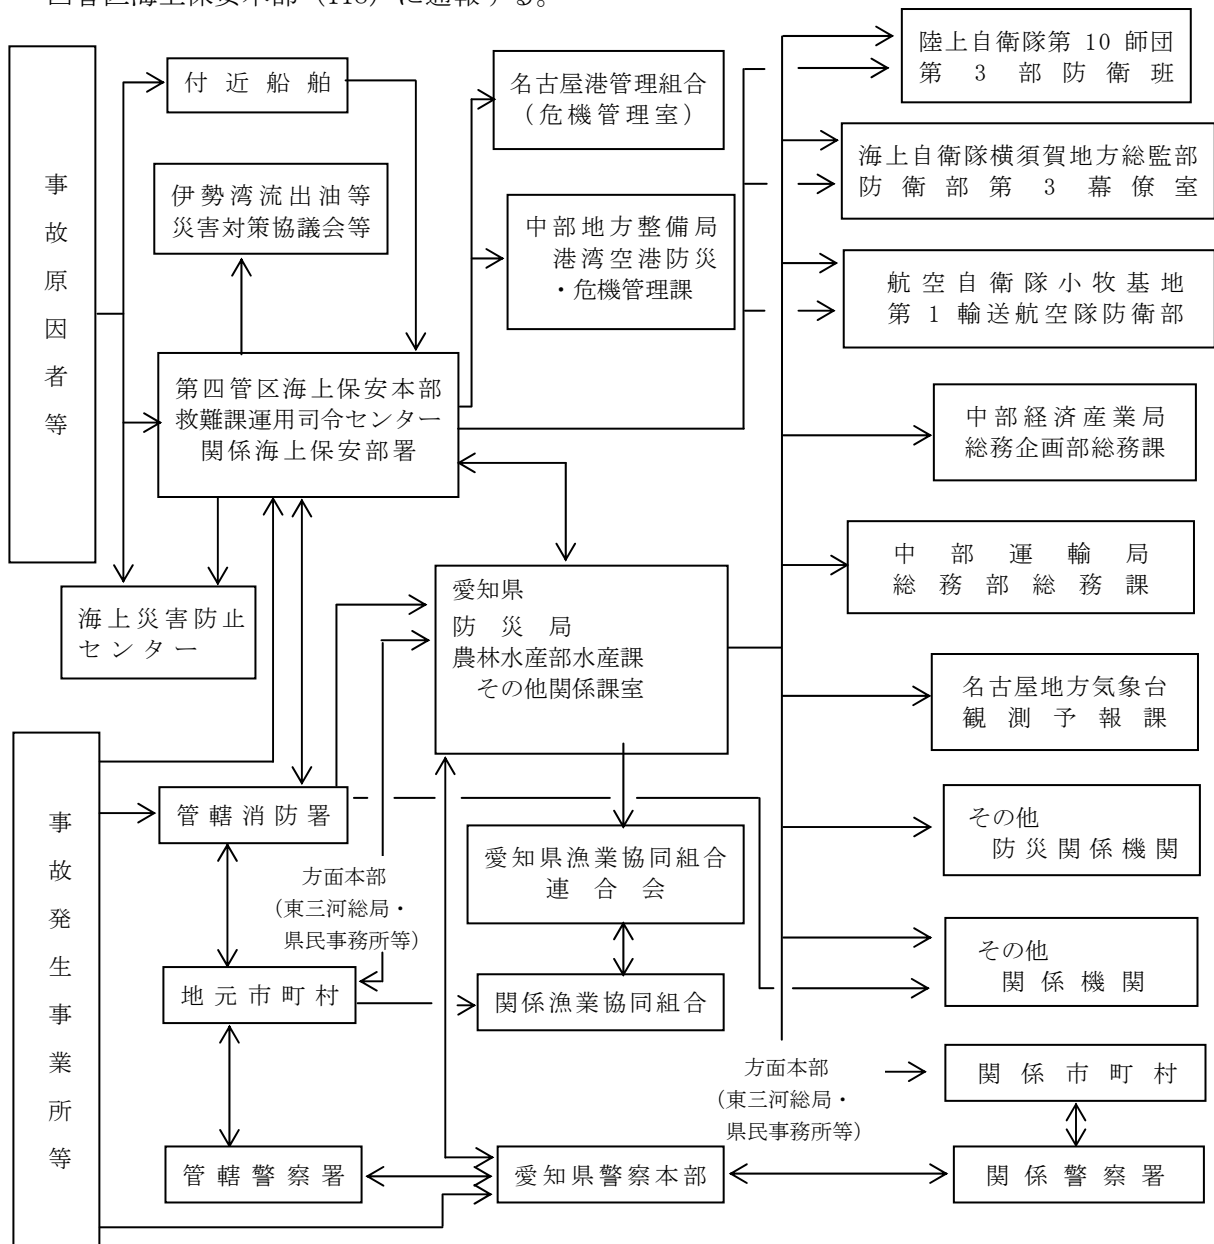 四管区海上保安本部（118）に通報する。
付近船舶
伊勢湾流出油等
災害対策協議会等
事故原因者等
第四管区海上保安本部
救難課運用司令センター
関係海上保安部署
海上災害防止
センター
名古屋港管理組合
（危機管理室）
中部地方整備局
港湾空港防災
・危機管理課
陸上自衛隊第10師団
第3部防衛班
海上自衛隊横須賀地方総監部
防衛部第3幕僚室
航空自衛隊小牧基地
第1輸送航空隊防衛部
中部経済産業局
総務企画部総務課
中部運輸局
総務部総務課
愛知県
防災局
農林水産部水産課
その他関係課室
名古屋地方気象台
観測予報課
事故発生事業所等
管轄消防署
方面本部
（東三河総局・
県民事務所等）
地元市町村
管轄警察署
愛知県漁業協同組合
連合会
関係漁業協同組合
愛知県警察本部
その他
防災関係機関
その他
関係機関
方面本部
（東三河総局・
県民事務所等）
関係市町村
関係警察署